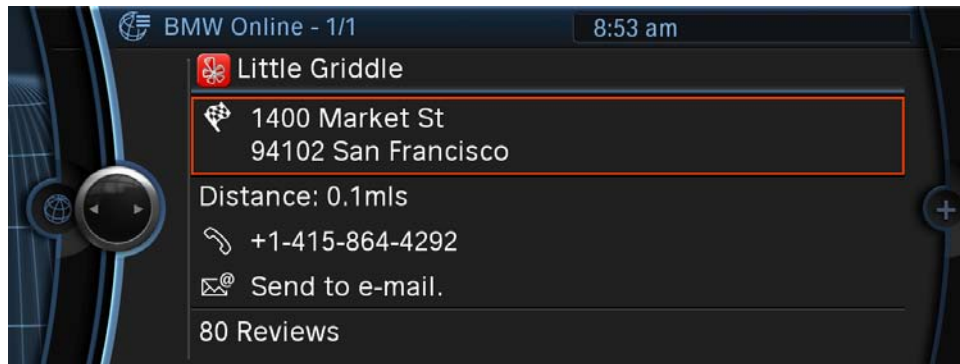 BMW Online - 1/1
8:53 am
Little Griddle
1400 Market St
94102 San Francisco
Distance: 0.1mls
+1-415-864-4292
@ Send to e-mail.
80 Reviews